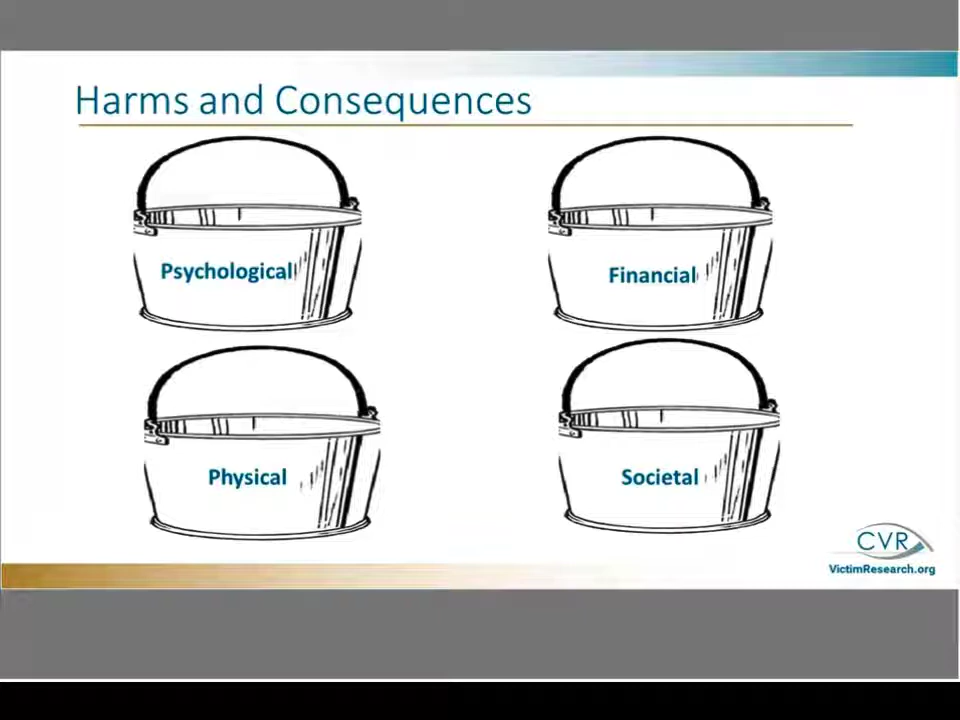 Harms and Consequences
Psychological
Financial
Physical
Societal
CVR
VictimResearch.org